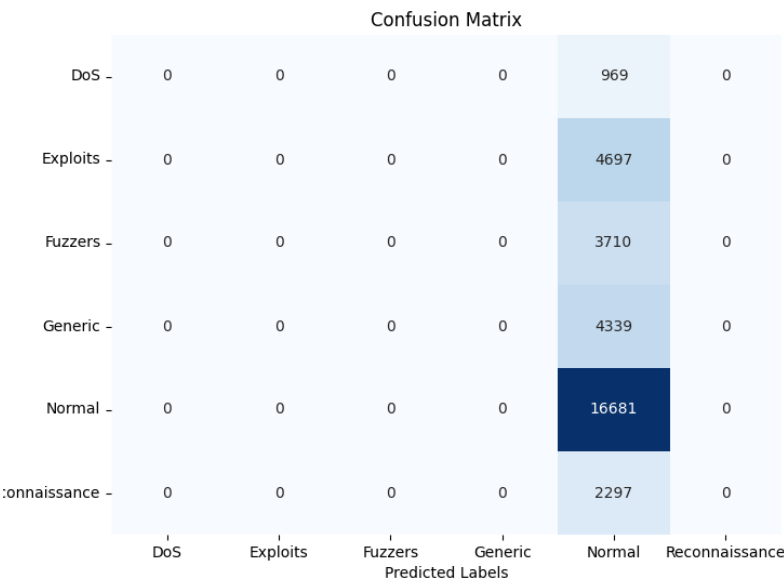 Confusion Matrix
DoS 0 0 0 0 969 0
Exploits 0 0 0 0 4697 0
Fuzzers 0 0 0 0 3710 0
Generic 0 0 0 0 4339 0
Normal 0 0 0 0 16681 0
connaissance 0 0 0 0 2297 0
DoS Exploits Fuzzers Generic Normal Reconnaissance
Predicted Labels